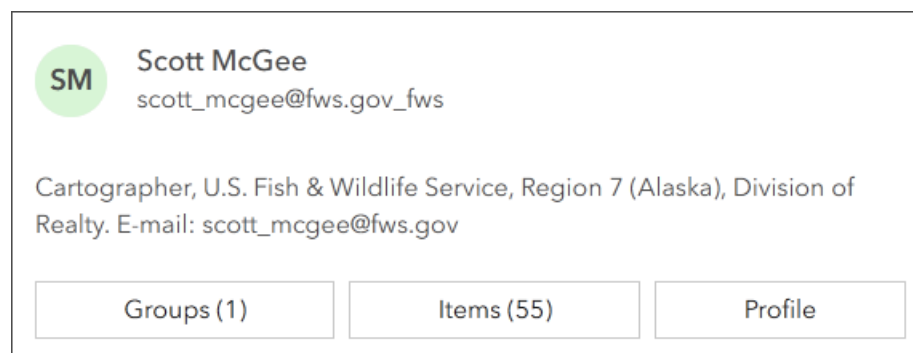 SM
Scott McGee
scott_mcgee@fws.gov_fws
Cartographer, U.S. Fish & Wildlife Service, Region 7 (Alaska), Division of
Realty. E-mail: scott_mcgee@fws.gov
Groups (1)
Items (55)
Profile